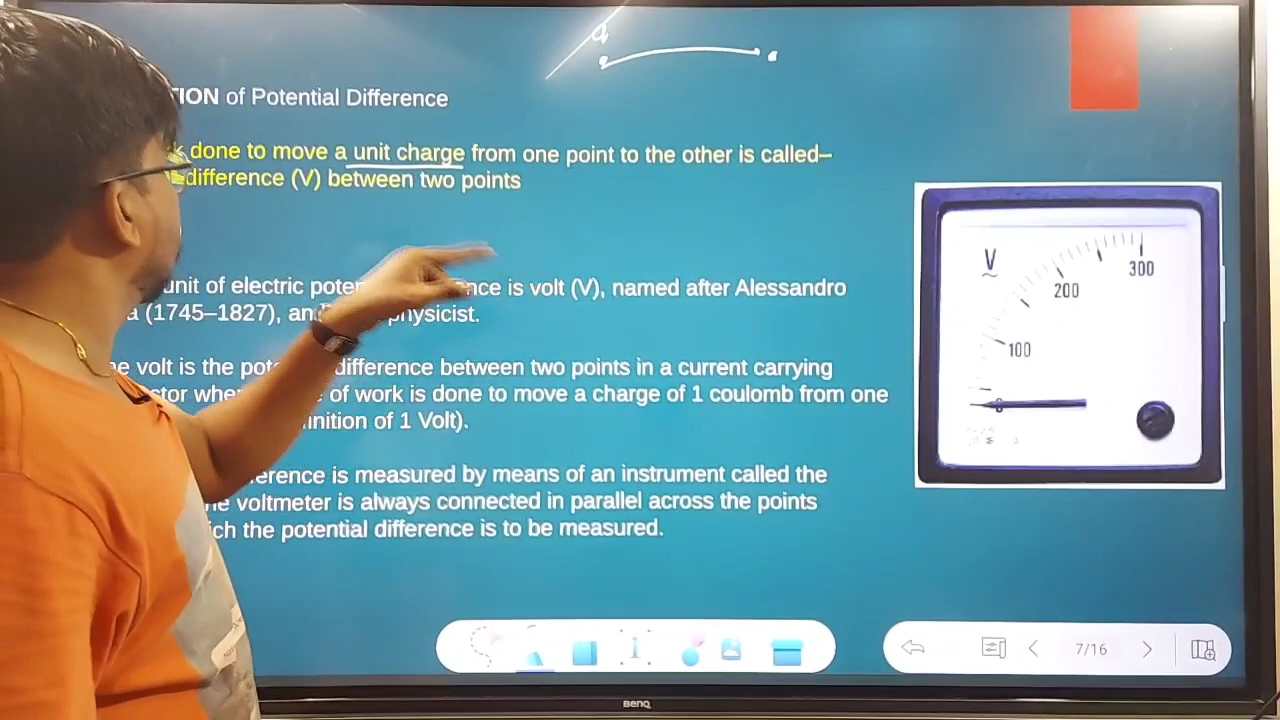 TION of Potential Difference
done to move a unit charge from one point to the other is called–
difference (V) between two points
unit of electric poten nce is volt (V), named after Alessandro
a (1745–1827), an physicist.
e volt is the pot difference between two points in a current carrying
ctor whe of work is done to move a charge of 1 coulomb from one
inition of 1 Volt).
erence is measured by means of an instrument called the
he voltmeter is always connected in parallel across the points
ich the potential difference is to be measured.
V
300
200
100
0
7/16
BenQ